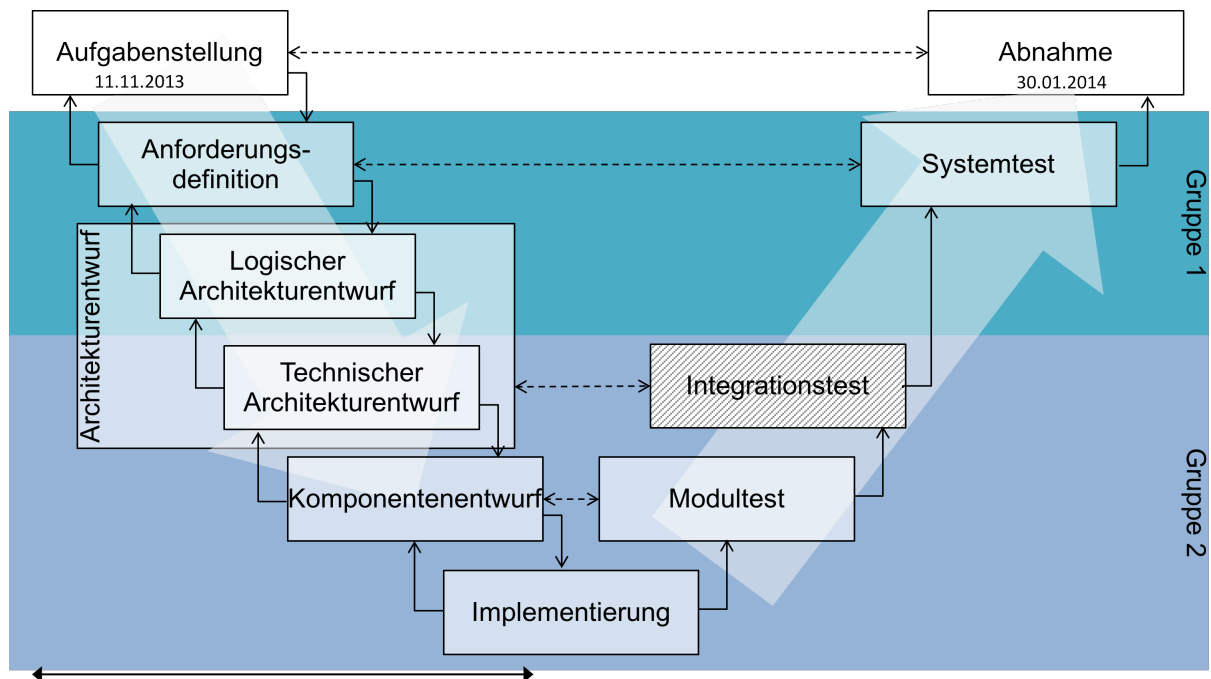 Aufgabenstellung
11.11.2013
Abnahme
30.01.2014
Anforderungs-
definition
Systemtest
Gruppe 1
Architekturentwurf
Logischer
Architekturentwurf
Technischer
Architekturentwurf
Integrationstest
Gruppe 2
Komponentenentwurf
Modultest
Implementierung